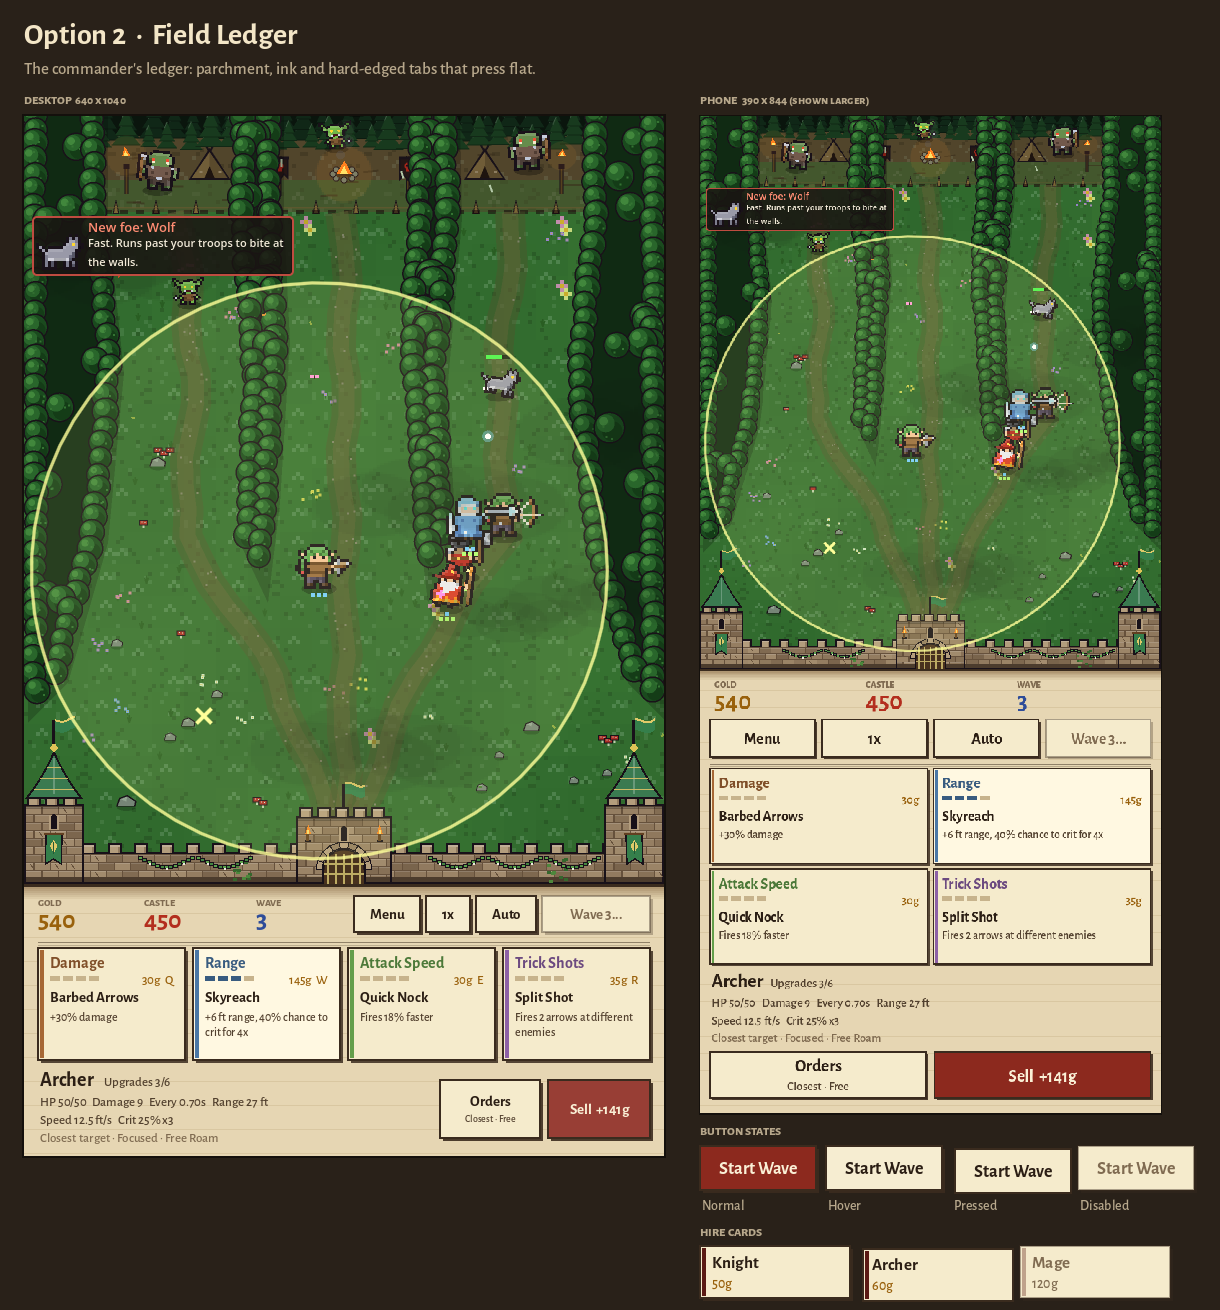 Option 2 · Field Ledger
The commander's ledger: parchment, ink and hard-edged tabs that press flat.
DESKTOP 640 x 1040
New foe: Wolf
Fast. Runs past your troops to bite at
the walls.
GOLD
540
CASTLE
450
WAVE
3
Menu
1x
Auto
Wave 3...
Damage
30g Q
Barbed Arrows
+30% damage
Range
145g W
Skyreach
+6 ft range, 40% chance to
crit for 4x
Attack Speed
30g E
Quick Nock
Fires 18% faster
Trick Shots
35g R
Split Shot
Fires 2 arrows at different
enemies
Archer Upgrades 3/6
HP 50/50 Damage 9 Every 0.70s Range 27 ft
Speed 12.5 ft/s Crit 25% x3
Closest target · Focused · Free Roam
Orders
Closest · Free
Sell +141g
PHONE 390 x 844 (SHOWN LARGER)
New foe: Wolf
Fast. Runs past your troops to bite at
the walls.
GOLD
540
CASTLE
450
WAVE
3
Menu
1x
Auto
Wave 3...
Damage
30g
Barbed Arrows
+30% damage
Range
145g
Skyreach
+6 ft range, 40% chance to crit for 4x
Attack Speed
30g
Quick Nock
Fires 18% faster
Trick Shots
35g
Split Shot
Fires 2 arrows at different enemies
Archer Upgrades 3/6
HP 50/50 Damage 9 Every 0.70s Range 27 ft
Speed 12.5 ft/s Crit 25% x3
Closest target · Focused · Free Roam
Orders
Closest · Free
Sell +141g
BUTTON STATES
Start Wave
Start Wave
Start Wave
Start Wave
Normal
Hover
Pressed
Disabled
HIRE CARDS
Knight
50g
Archer
60g
Mage
120g